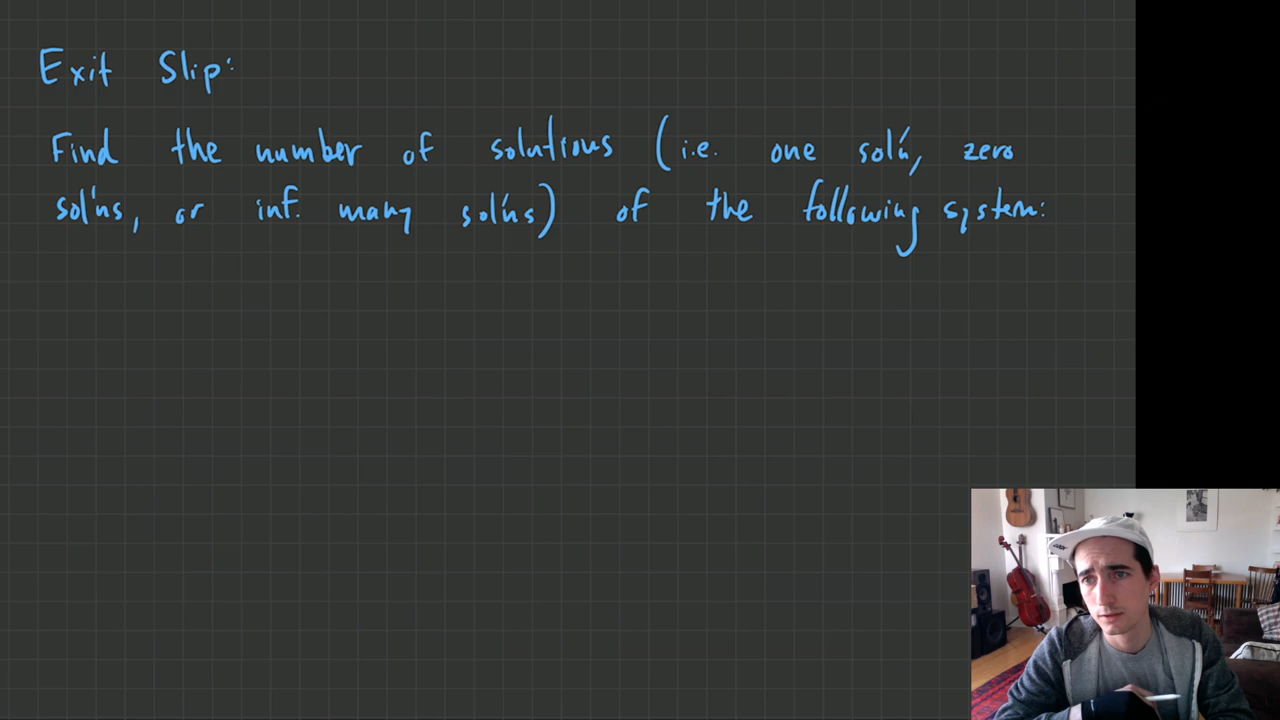 Exit Slip:
Find the number of solutions (i.e. one sol'n, zero
sol'ns, or inf. many sol'ns) of the following system: